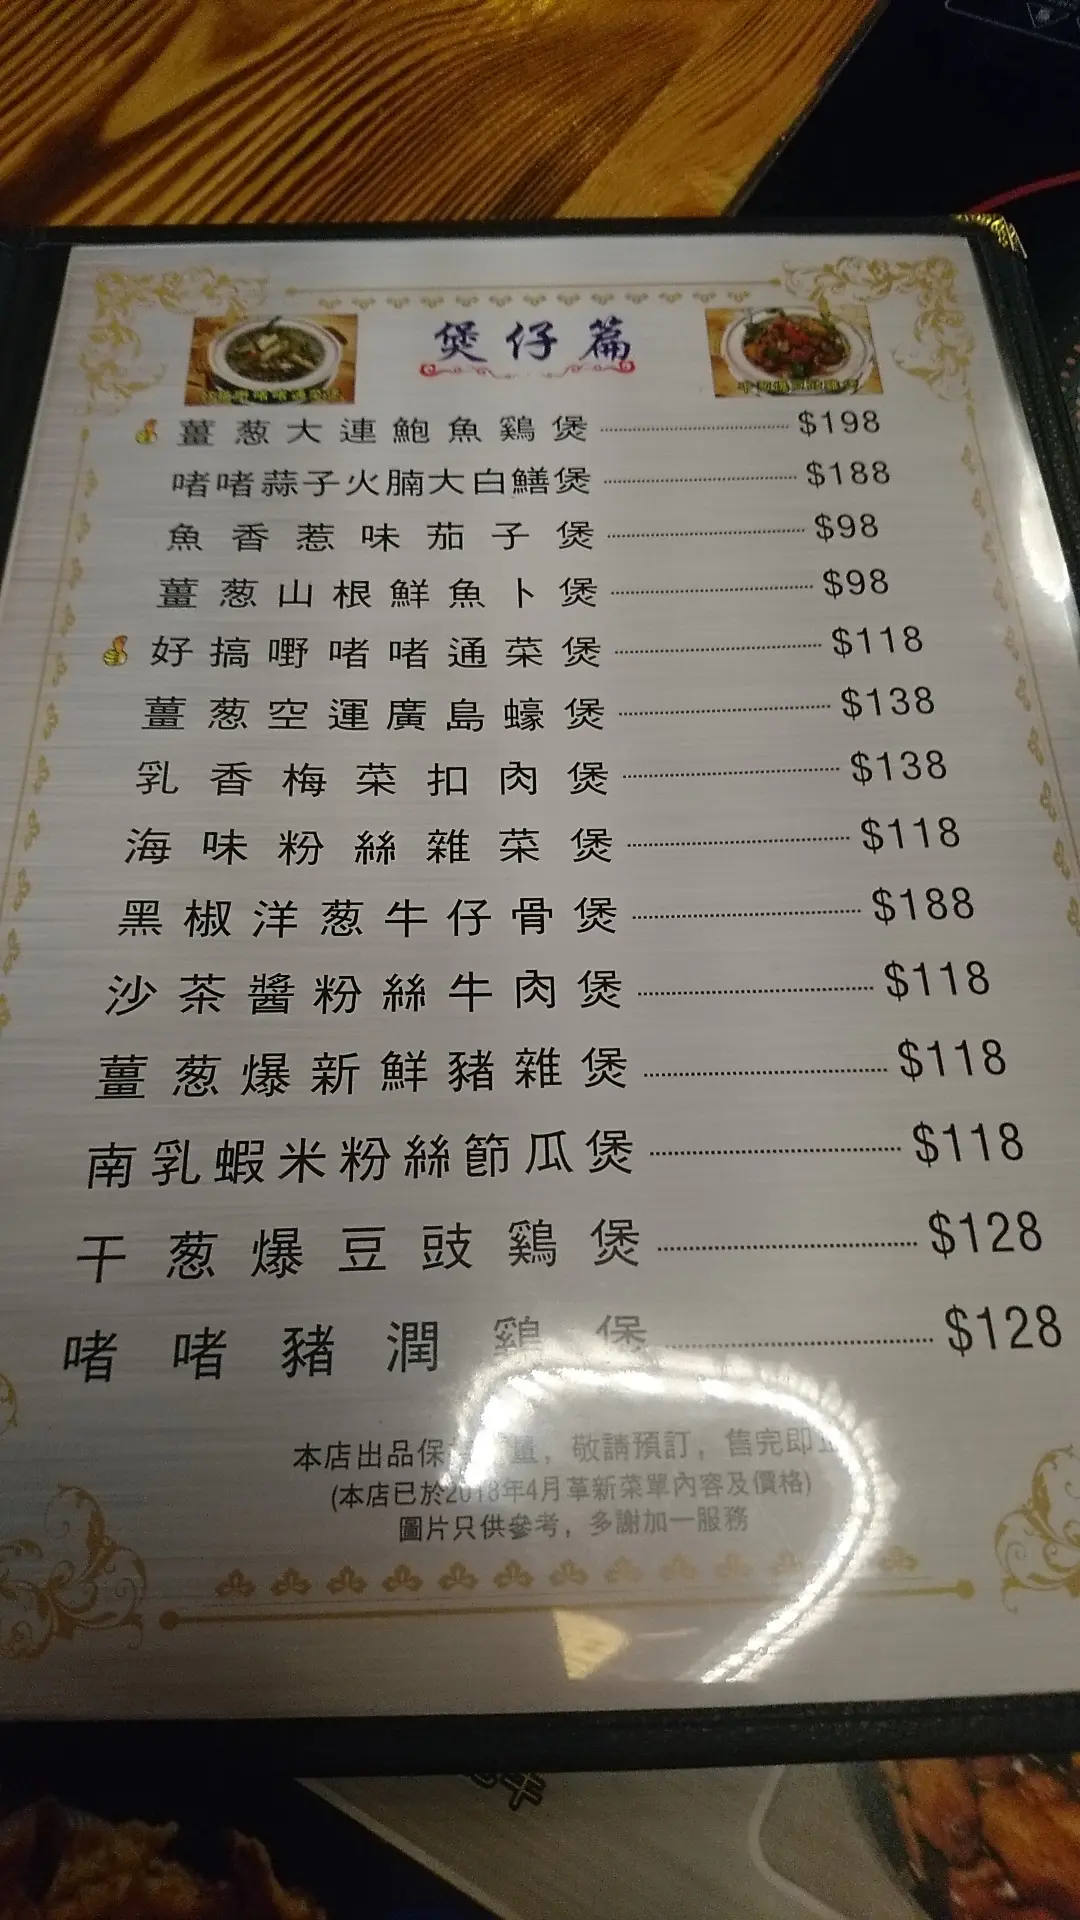 煲仔篇
薑葱大連鮑魚鷄煲 $198
啫啫蒜子火腩大白鱔煲 $188
魚香惹味茄子煲 $98
薑葱山根鮮魚卜煲 $98
好搞嘢啫啫通菜煲 $118
薑葱空運廣島蠔煲 $138
乳香梅菜扣肉煲 $138
海味粉絲雜菜煲 $118
黑椒洋葱牛仔骨煲 $188
沙茶醬粉絲牛肉煲 $118
薑葱爆新鮮豬雜煲 $118
南乳蝦米粉絲節瓜煲 $118
干葱爆豆豉鷄煲 $128
啫啫豬潤鷄煲 $128
本店出品保 敬請預訂，售完即
(本店已於2018年4月革新菜單內容及價格)
圖片只供參考，多謝加一服務